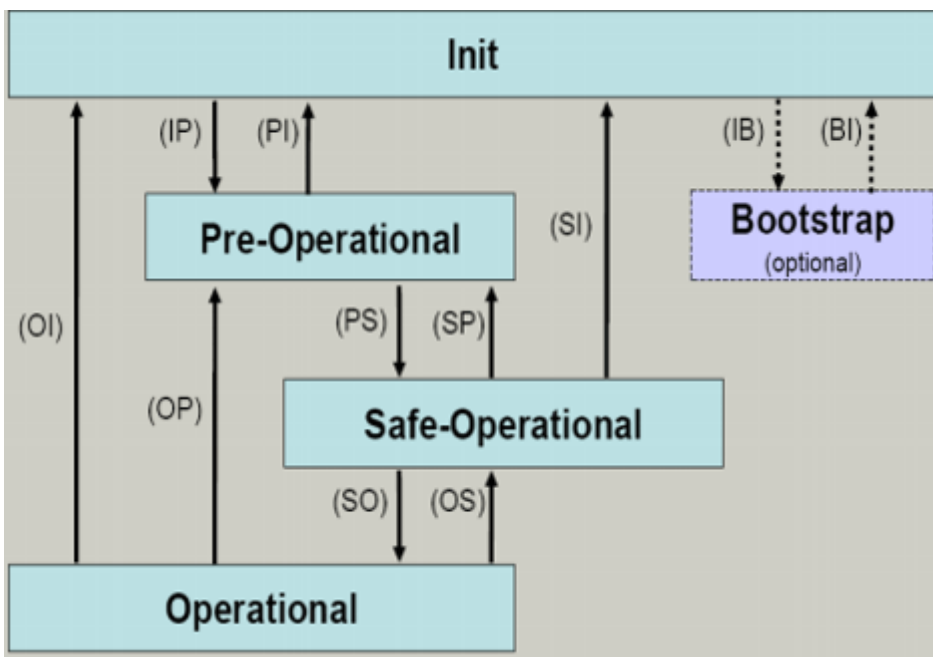 Init
(IP)
(PI)
(IB)
(BI)
Pre-Operational
(SI)
Bootstrap
(optional)
(OI)
(PS)
(SP)
(OP)
Safe-Operational
(SO)
(OS)
Operational